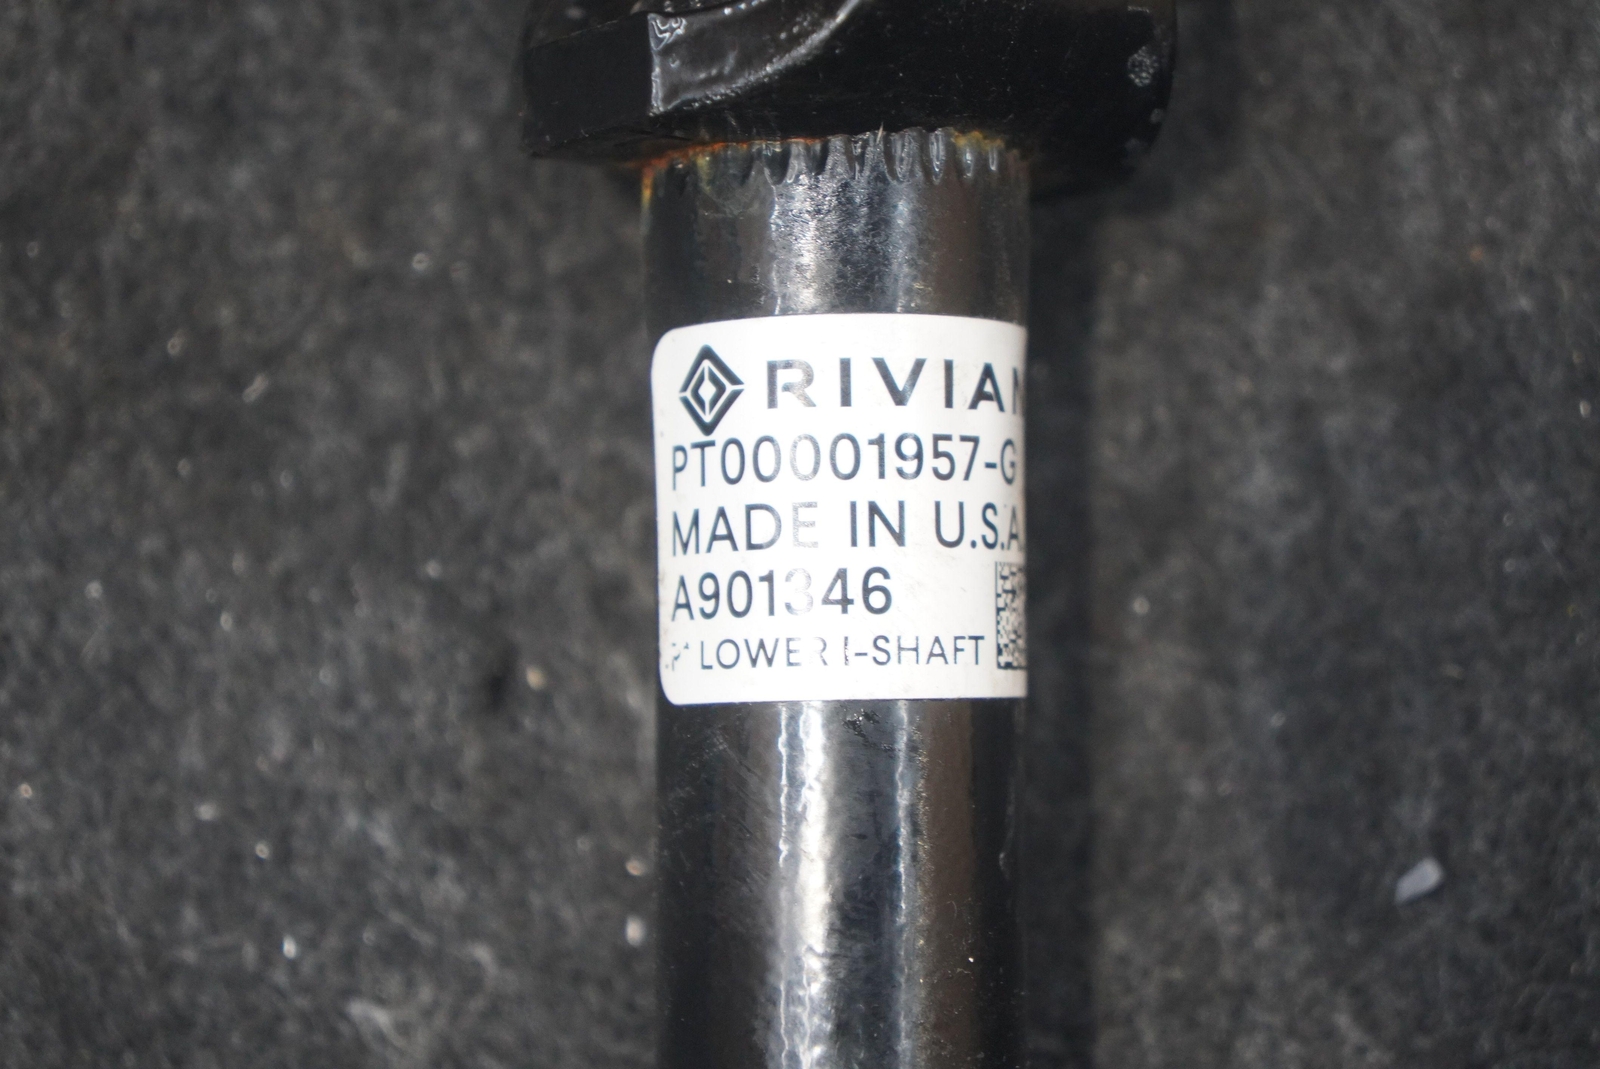 RIVIAN
PT00001957-G
MADE IN U.S.A.
A901346
LOWER I-SHAFT